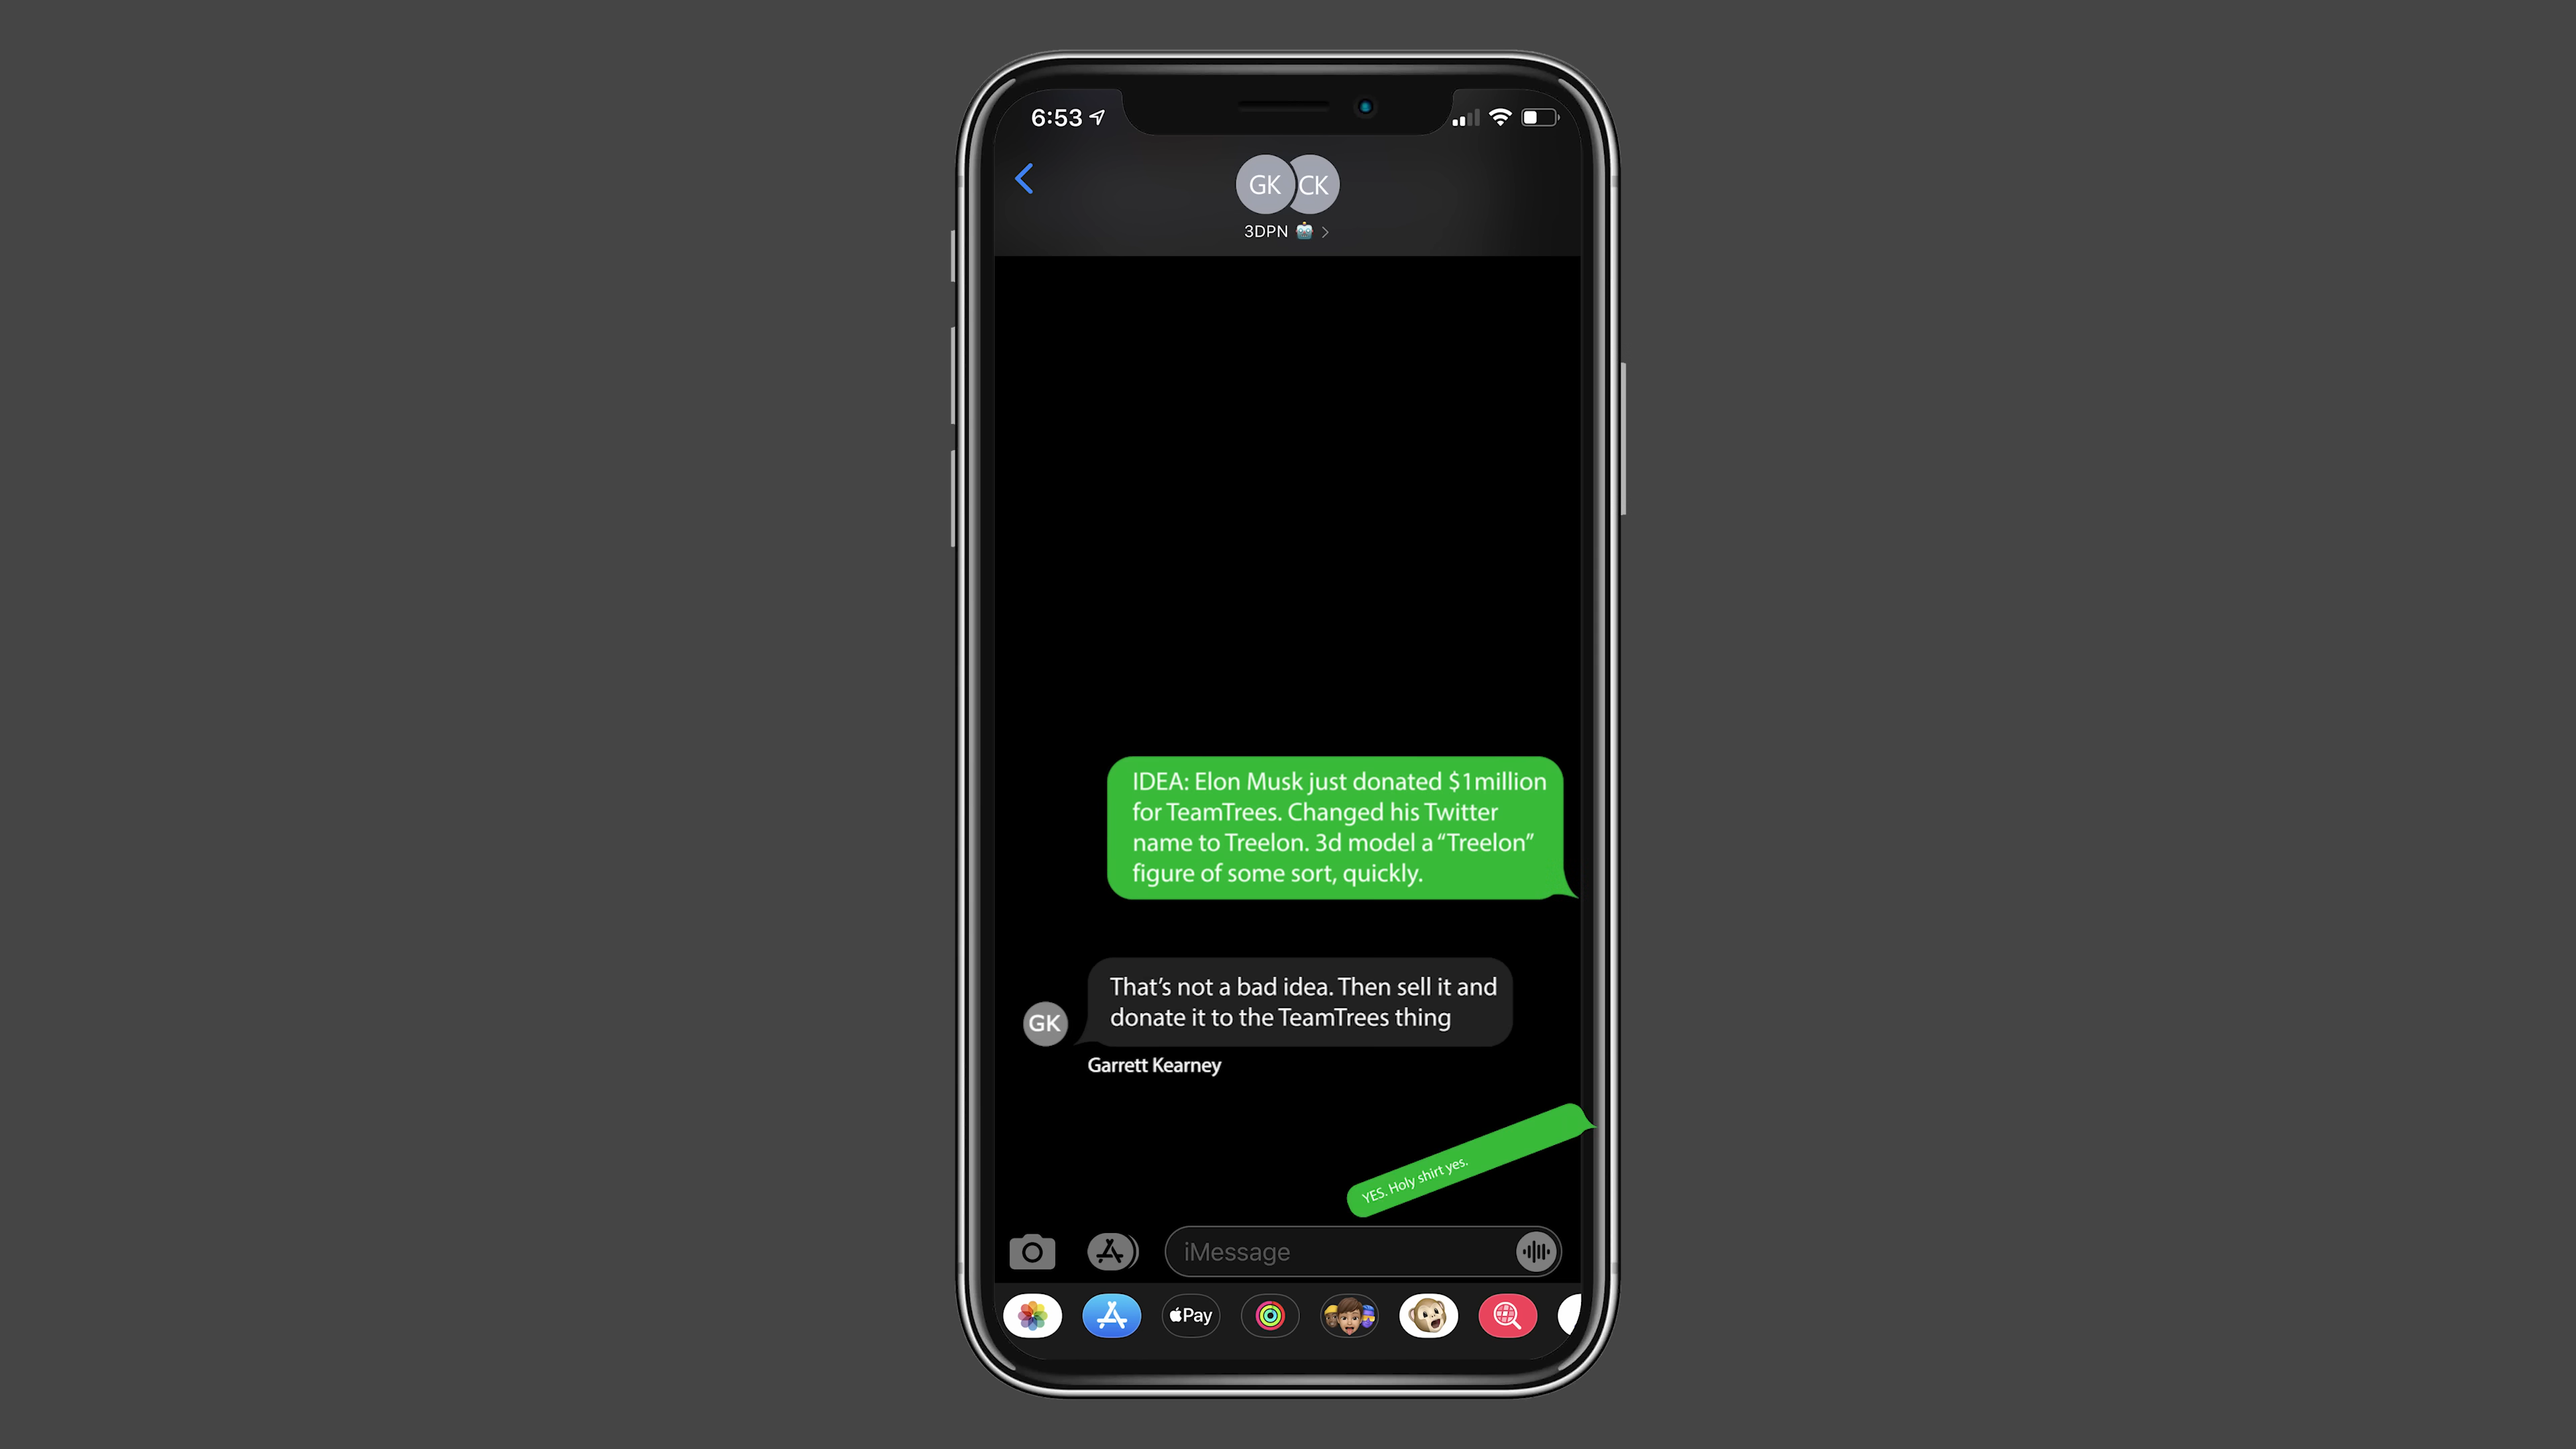 6:53
GK CK
3DPN
IDEA: Elon Musk just donated $1million
for TeamTrees. Changed his Twitter
name to Treelon. 3d model a “Treelon”
figure of some sort, quickly.
That’s not a bad idea. Then sell it and
donate it to the TeamTrees thing
GK
Garrett Kearney
YES. Holy shirt yes.
iMessage
Pay